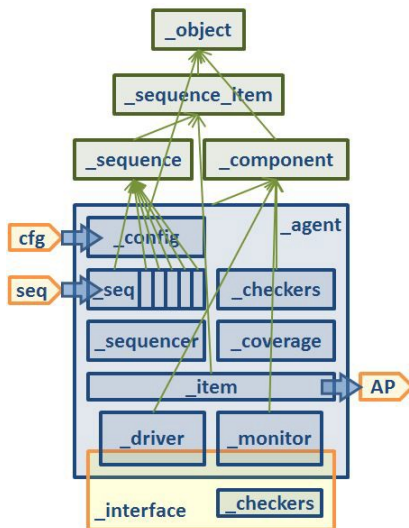 _object
_sequence_item
_sequence
_component
_agent
cfg
_config
seq
_seq
_checkers
_sequencer
_coverage
_item
AP
_driver
_monitor
_interface
_checkers